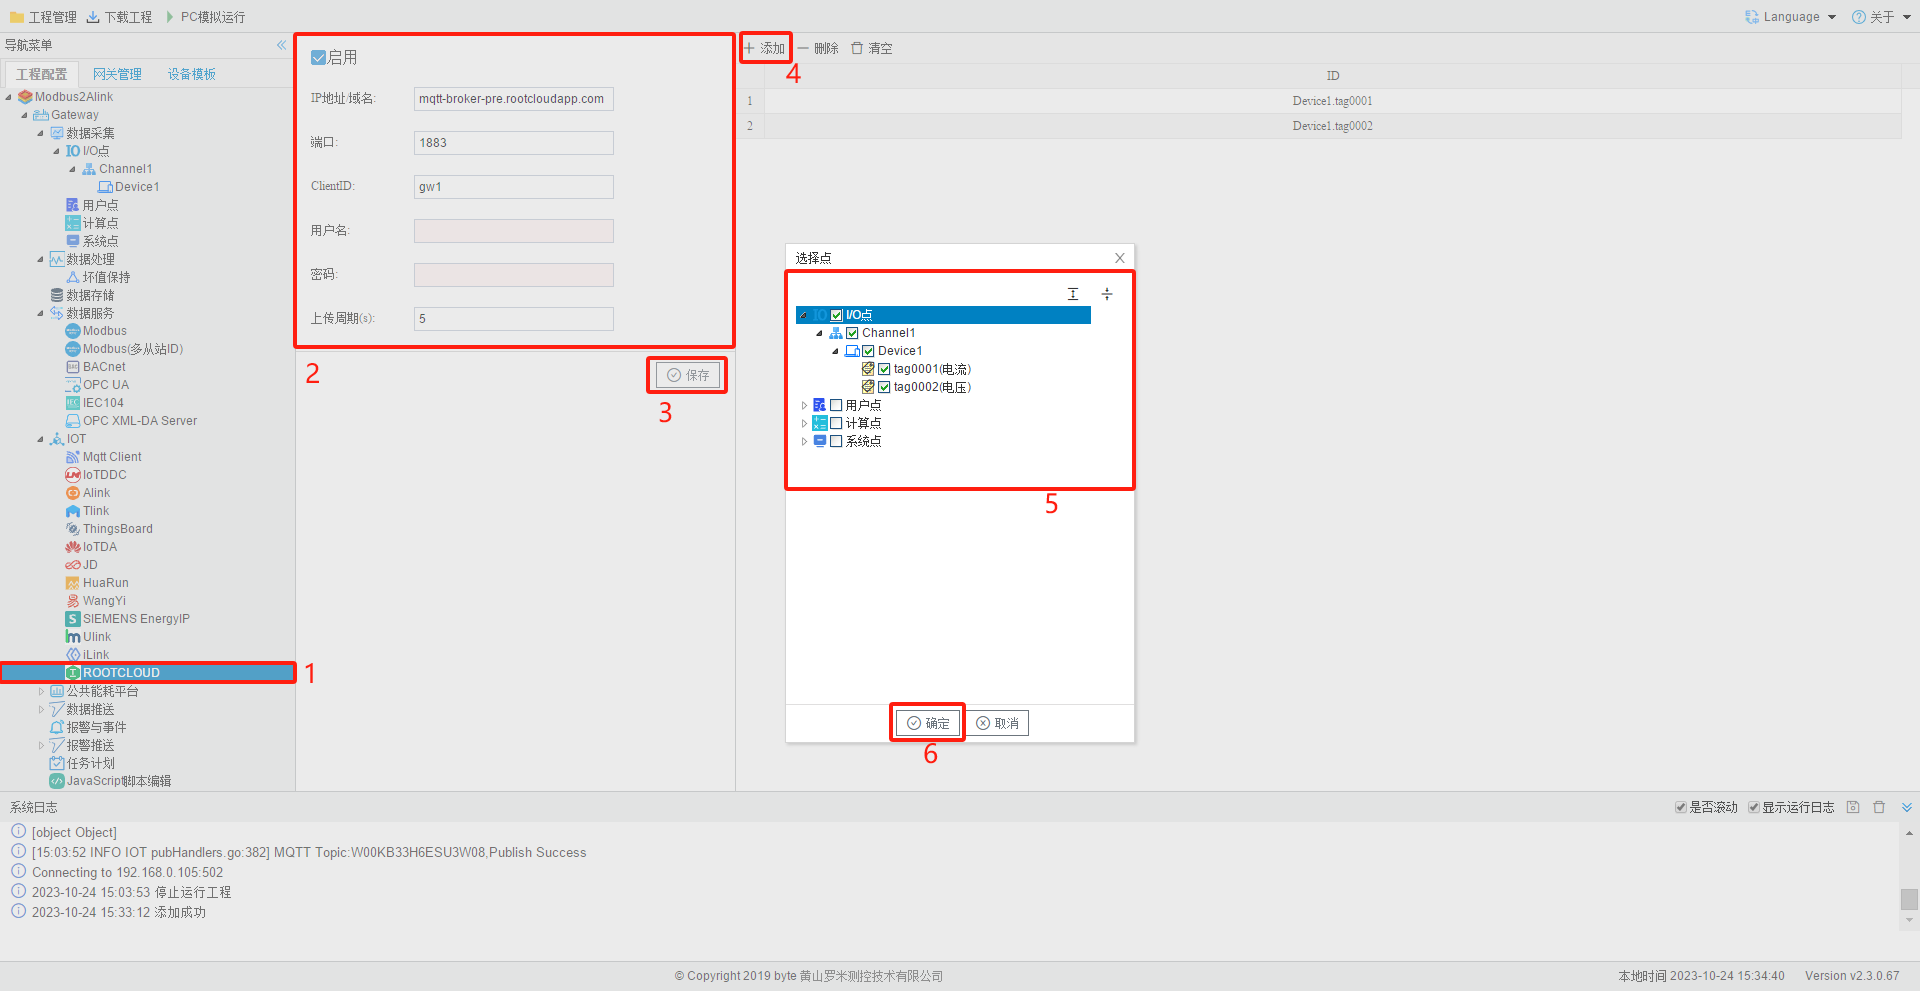 工程管理 下载工程 PC模拟运行 Language 关于
导航菜单
工程配置 网关管理 设备模板
Modbus2Alink
Gateway
数据采集
I/O点
Channel1
Device1
用户点
计算点
系统点
数据处理
坏值保持
数据存储
数据服务
Modbus
Modbus(多从站ID)
BACnet
OPC UA
IEC104
OPC XML-DA Server
IOT
Mqtt Client
IoTDDC
Alink
Tlink
ThingsBoard
IoTDA
JD
HuaRun
WangYi
SIEMENS EnergyIP
Ulink
iLink
ROOTCLOUD
1
公共能耗平台
数据推送
报警与事件
报警推送
任务计划
JavaScript脚本编辑
启用
IP地址/域名: mqtt-broker-pre.rootcloudapp.com
端口: 1883
ClientID: gw1
用户名:
密码:
上传周期(s): 5
2
保存
3
添加 删除 清空
4
ID
1 Device1.tag0001
2 Device1.tag0002
选择点
I/O点
Channel1
Device1
tag0001(电流)
tag0002(电压)
用户点
计算点
系统点
5
确定 取消
6
系统日志 是否滚动 显示运行日志
[object Object]
[15:03:52 INFO IOT pubHandlers.go:382] MQTT Topic:W00KB33H6ESU3W08,Publish Success
Connecting to 192.168.0.105:502
2023-10-24 15:03:53 停止运行工程
2023-10-24 15:33:12 添加成功
© Copyright 2019 byte 黄山罗米测控技术有限公司 本地时间 2023-10-24 15:34:40 Version v2.3.0.67